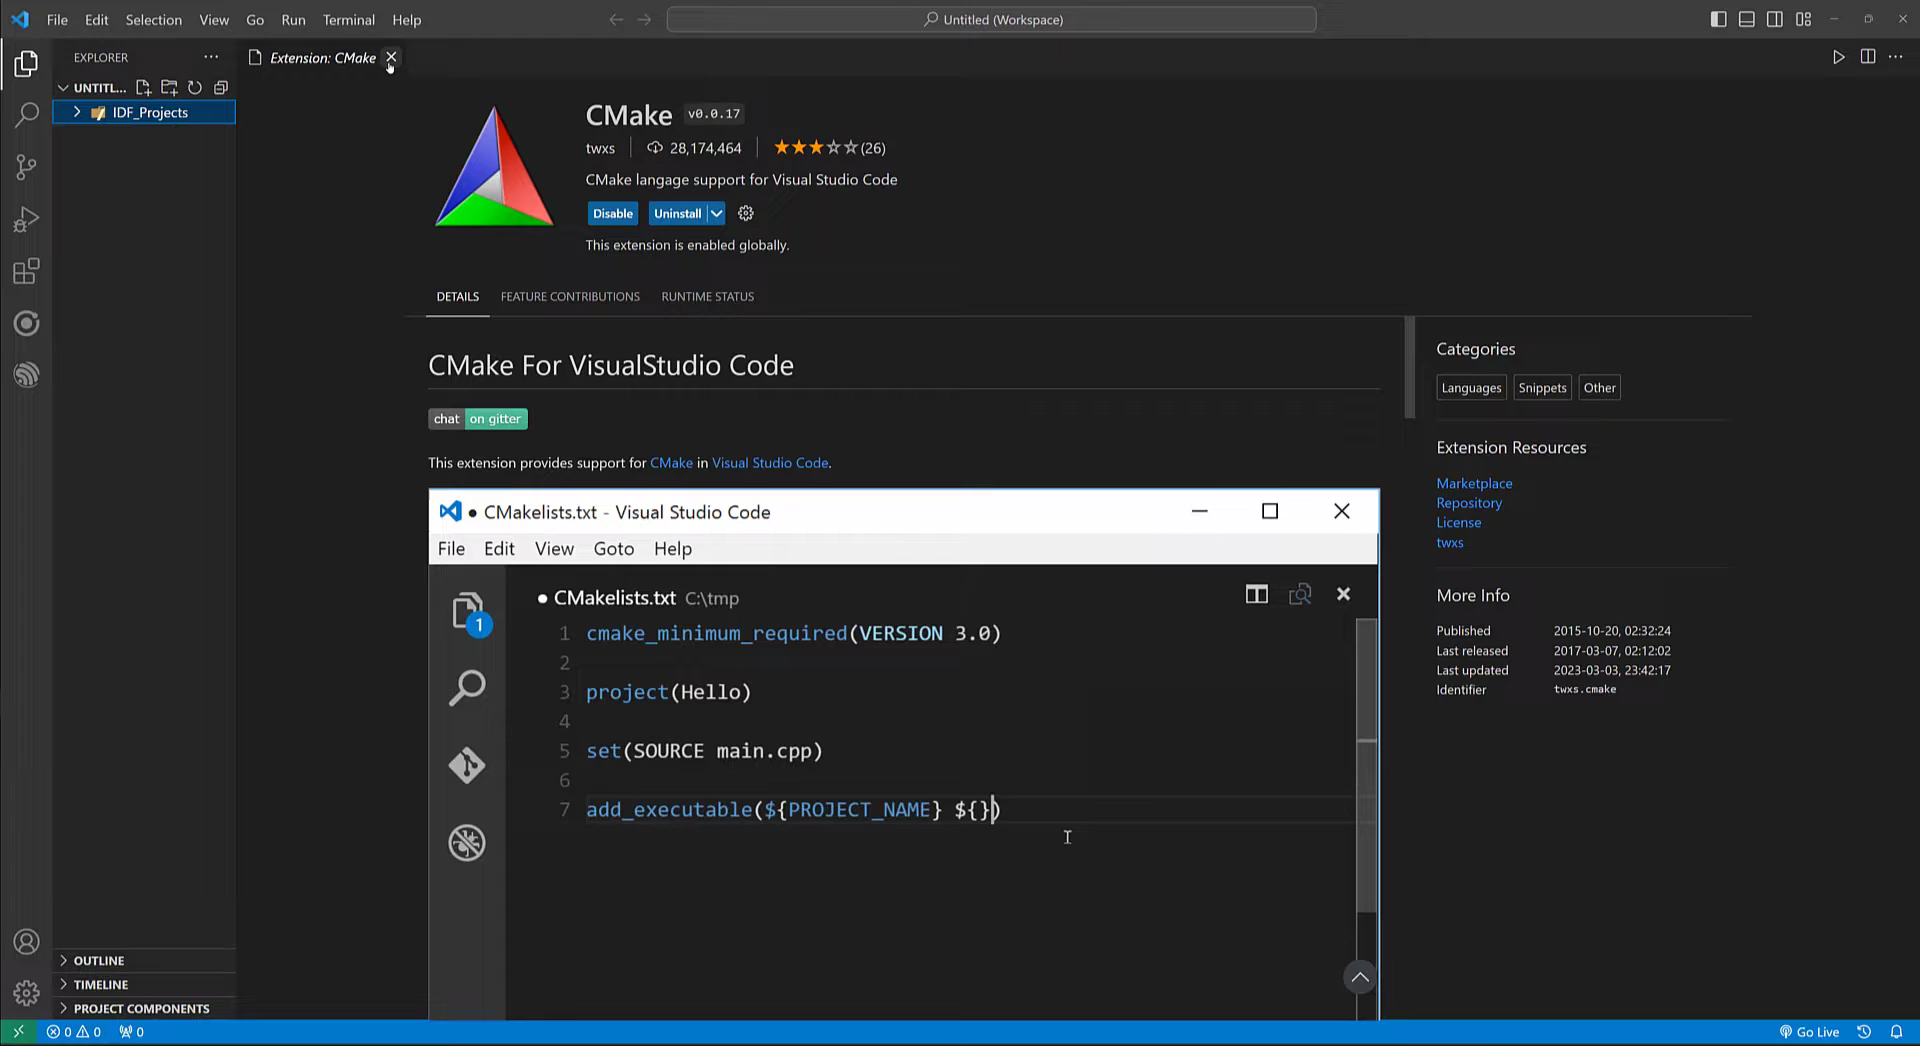 File Edit Selection View Go Run Terminal Help
Untitled (Workspace)
EXPLORER
Extension: CMake
UNTITL...
IDF_Projects
CMake v0.0.17
twxs 28,174,464 (26)
CMake langage support for Visual Studio Code
Disable Uninstall
This extension is enabled globally.
DETAILS FEATURE CONTRIBUTIONS RUNTIME STATUS
CMake For VisualStudio Code
chat on gitter
This extension provides support for CMake in Visual Studio Code.
CMakelists.txt - Visual Studio Code
File Edit View Goto Help
1
CMakelists.txt C:\tmp
1 cmake_minimum_required(VERSION 3.0)
2
3 project(Hello)
4
5 set(SOURCE main.cpp)
6
7 add_executable(${PROJECT_NAME} ${})
Categories
Languages Snippets Other
Extension Resources
Marketplace
Repository
License
twxs
More Info
Published 2015-10-20, 02:32:24
Last released 2017-03-07, 02:12:02
Last updated 2023-03-03, 23:42:17
Identifier twxs.cmake
OUTLINE
TIMELINE
PROJECT COMPONENTS
0 0 0
Go Live